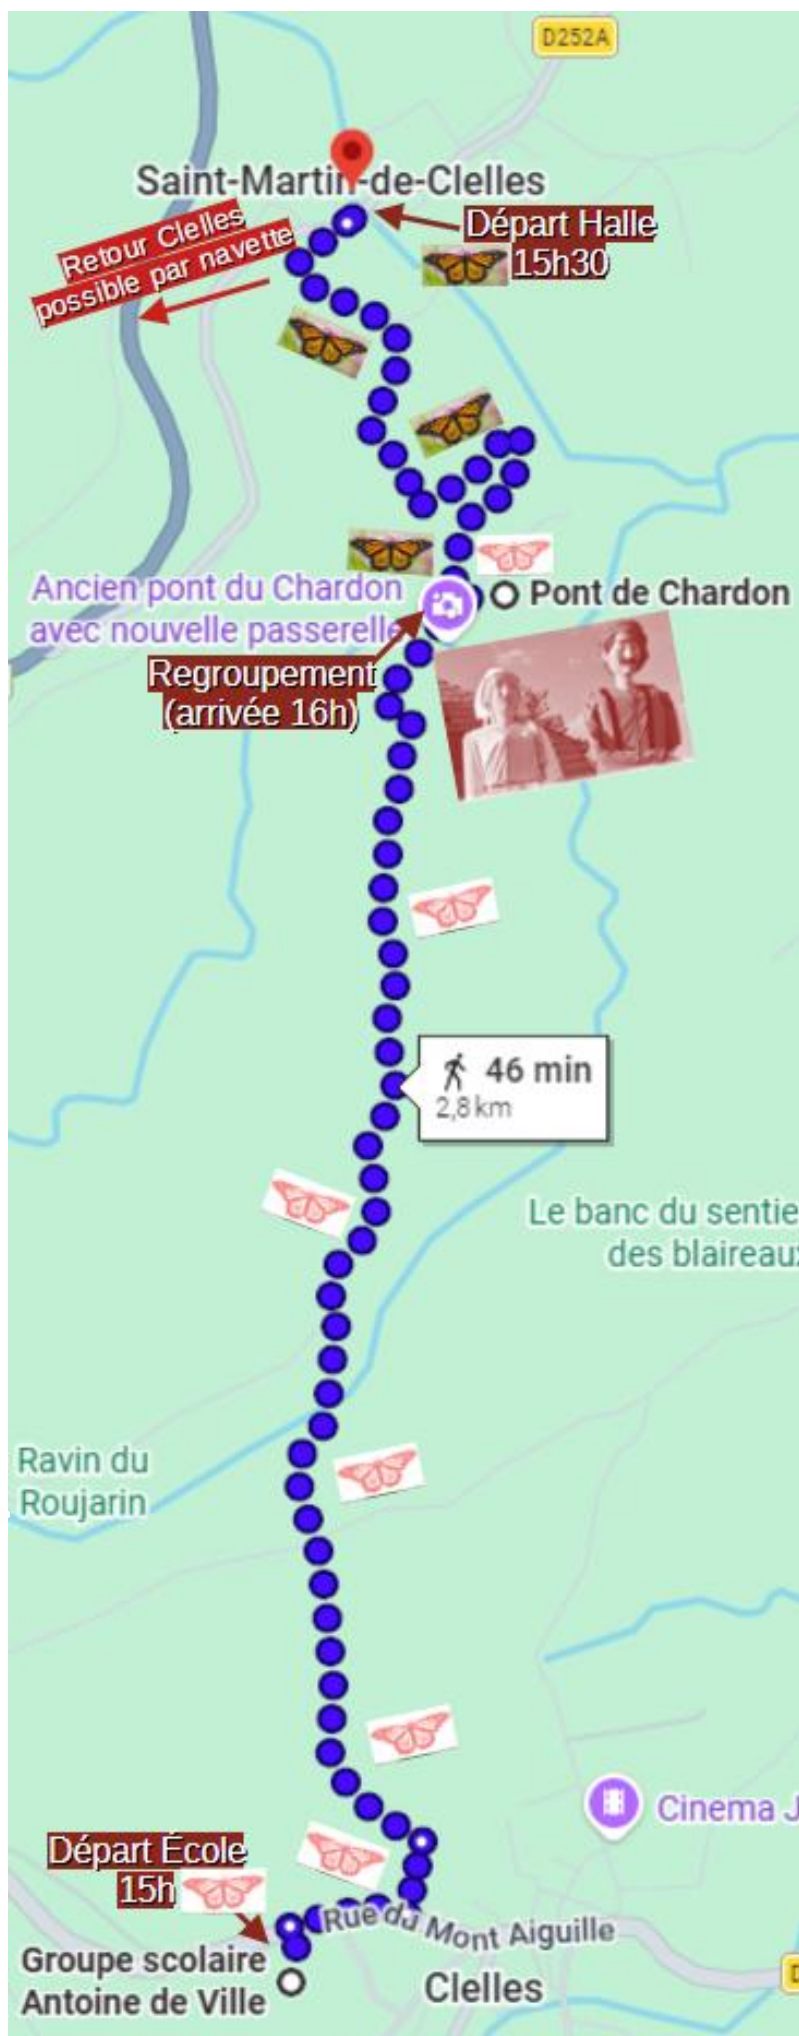 D252A
Saint-Martin-de-Clelles
Départ Halle
15h30
Retour Clelles
possible par navette
Ancien pont du Chardon
avec nouvelle passerelle
Pont de Chardon
Regroupement
(arrivée 16h)
46 min
2,8 km
Le banc du sentie
des blaireaux
Ravin du
Roujarin
Cinema J
Départ École
15h
Rue du Mont Aiguille
Groupe scolaire
Antoine de Ville
Clelles
D